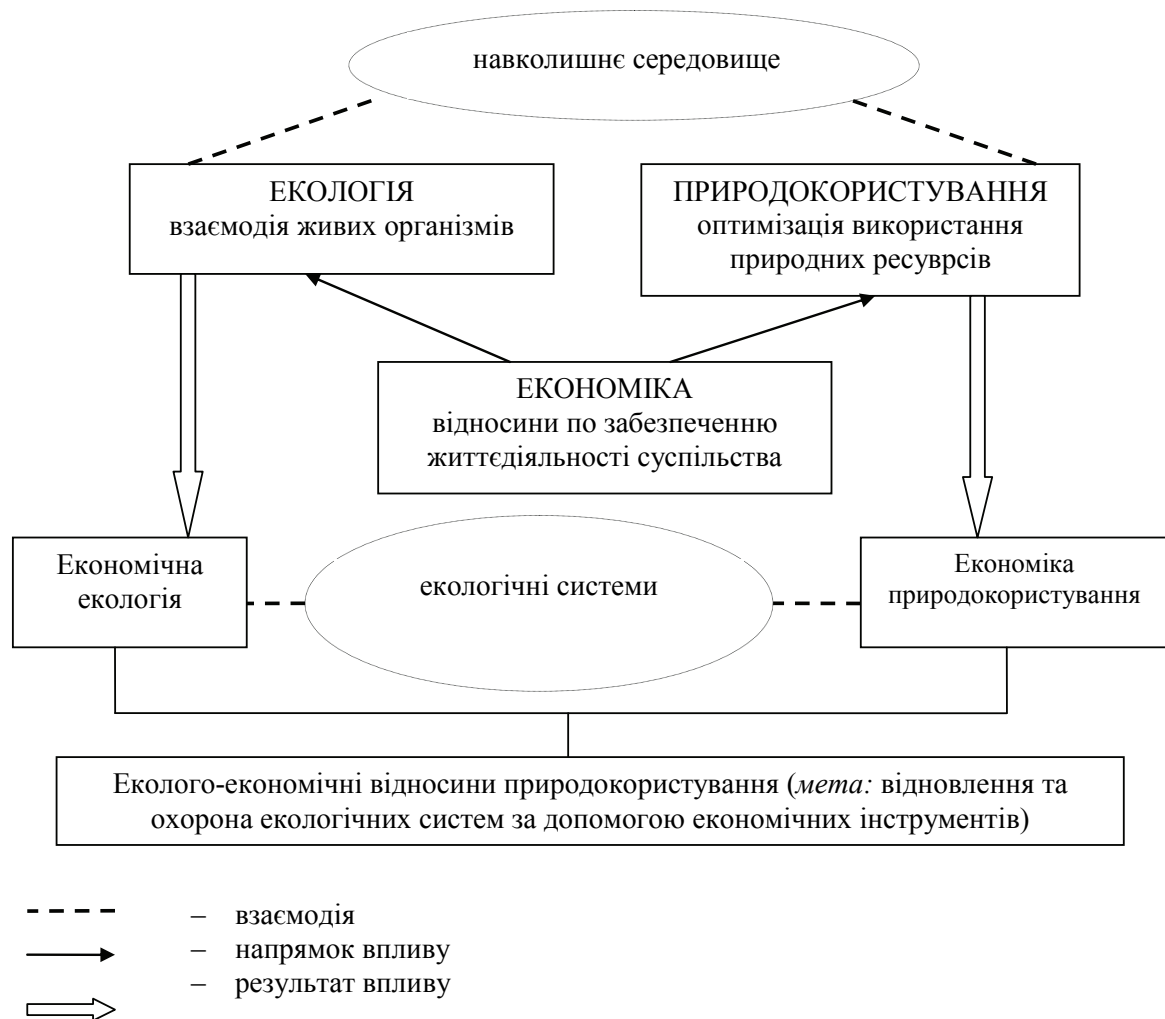 навколишнє середовище
ЕКОЛОГІЯ
взаємодія живих організмів
ПРИРОДОКОРИСТУВАННЯ
оптимізація використання
природних ресуврсів
ЕКОНОМІКА
відносини по забезпеченню
життєдіяльності суспільства
Економічна
екологія
екологічні системи
Економіка
природокористування
Еколого-економічні відносини природокористування (мета: відновлення та
охорона екологічних систем за допомогою економічних інструментів)
– взаємодія
– напрямок впливу
– результат впливу